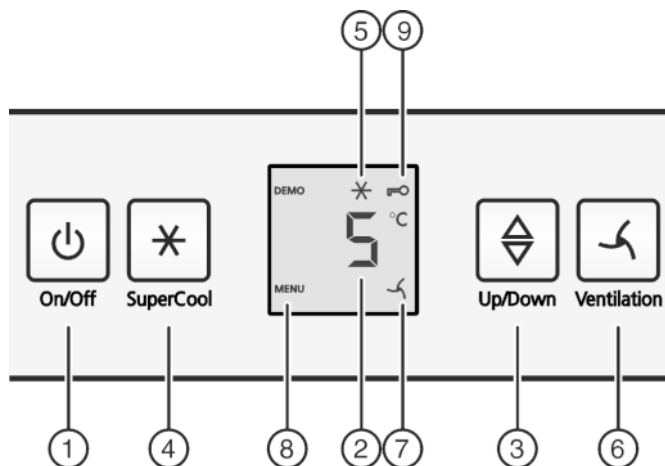 5 9
DEMO
°C
5
On/Off SuperCool MENU Up/Down Ventilation
1 4 8 2 7 3 6